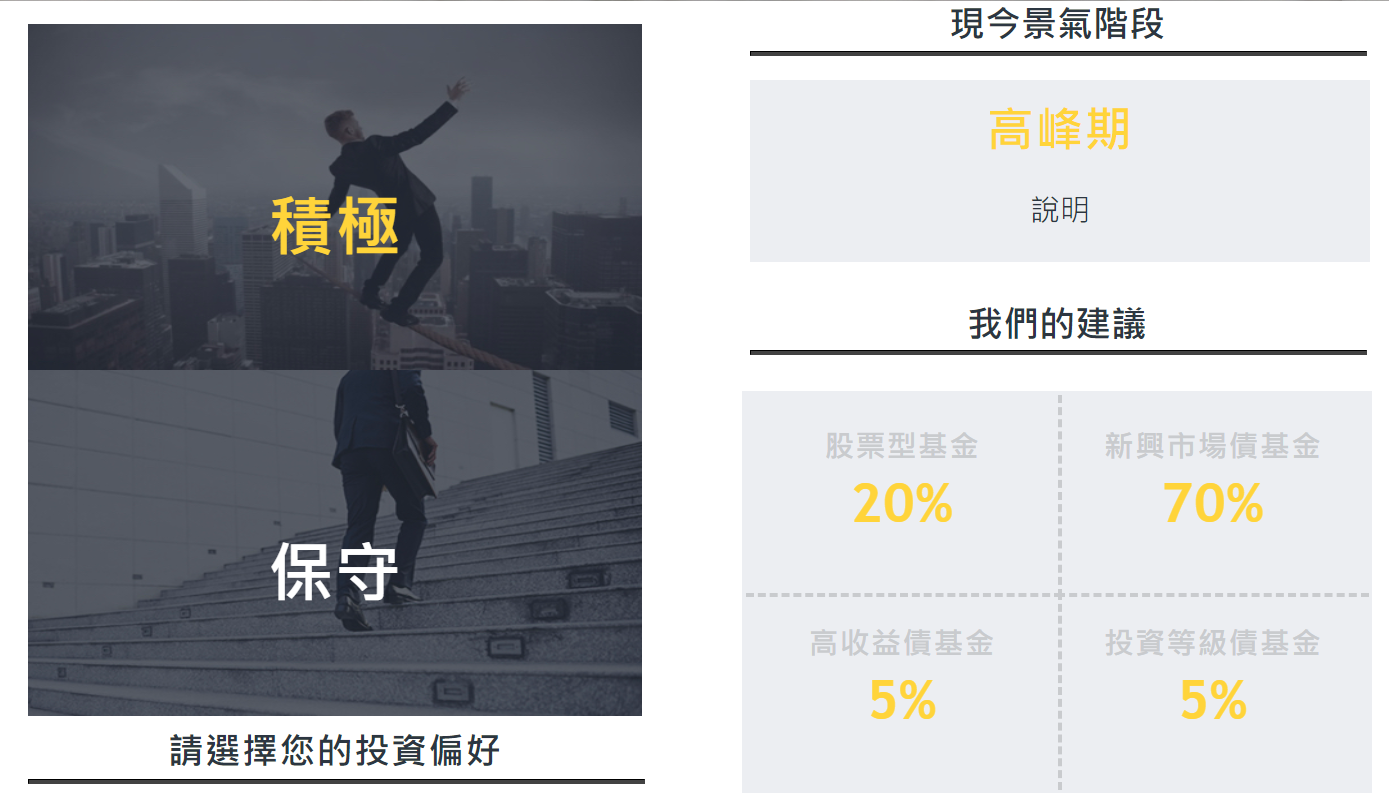 積極
保守
請選擇您的投資偏好
現今景氣階段
高峰期
說明
我們的建議
股票型基金
20%
新興市場債基金
70%
高收益債基金
5%
投資等級債基金
5%